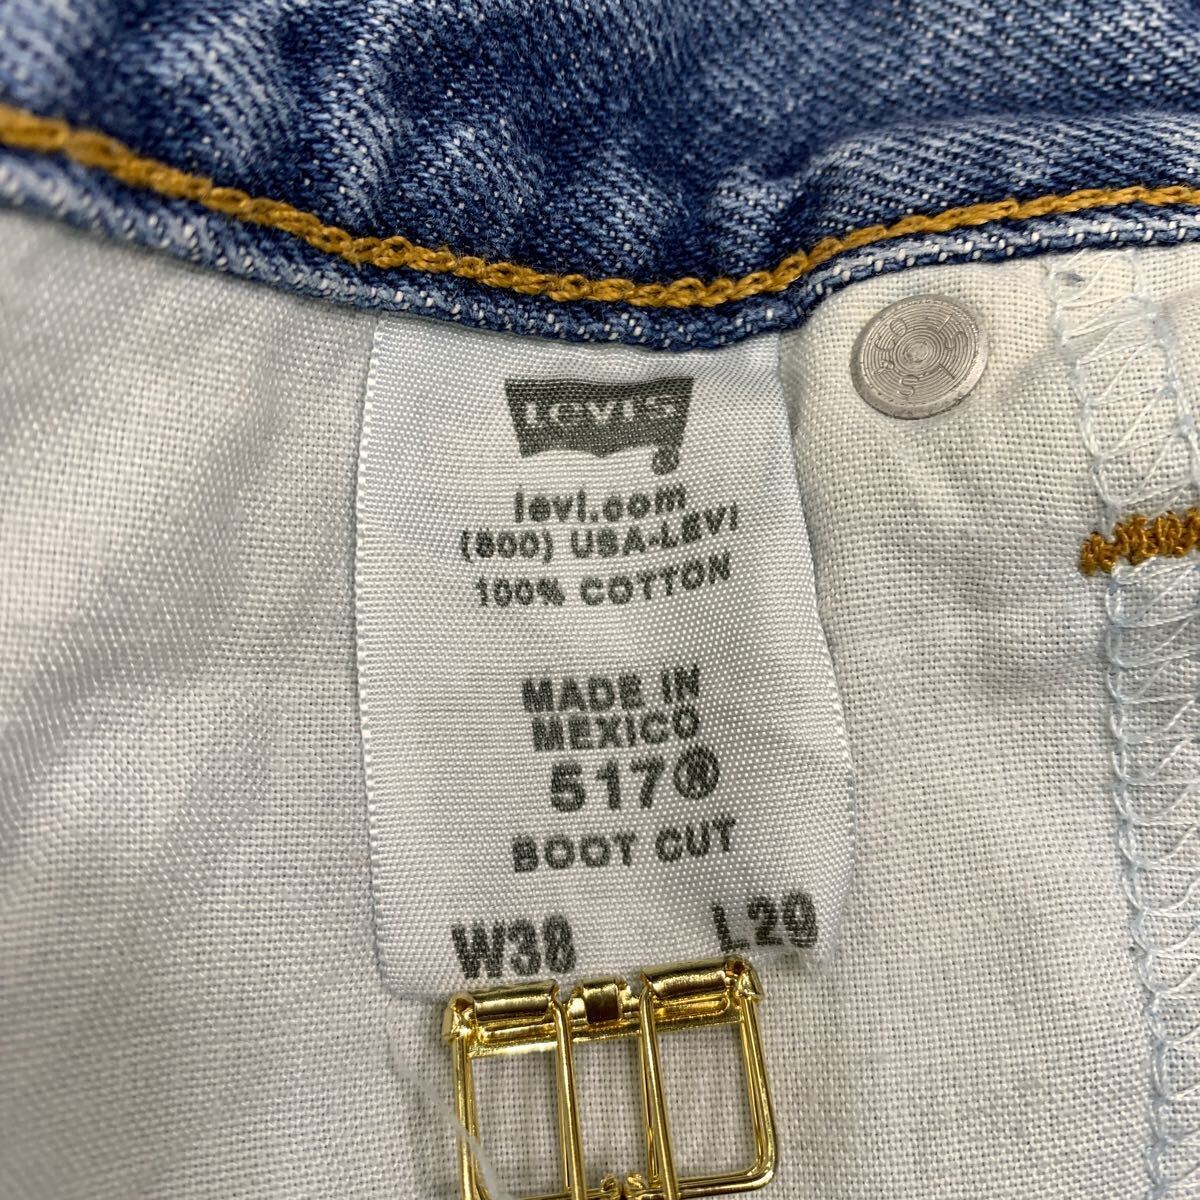 Levi's
®
levi.com
(800) USA-LEVI
100% COTTON
MADE IN
MEXICO
517®
BOOT CUT
W38 L29